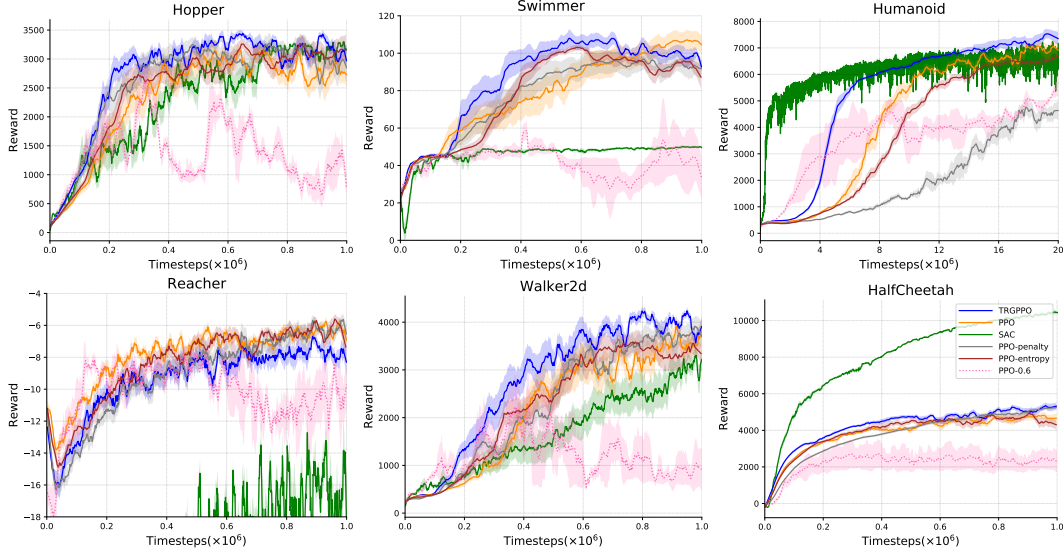 Hopper
Reward
3500
3000
2500
2000
1500
1000
500
0
0.0 0.2 0.4 0.6 0.8 1.0
Timesteps(×10⁶)
Swimmer
Reward
120
100
80
60
40
20
0
0.0 0.2 0.4 0.6 0.8 1.0
Timesteps(×10⁶)
Humanoid
Reward
8000
7000
6000
5000
4000
3000
2000
1000
0
0 4 8 12 16 20
Timesteps(×10⁶)
Reacher
Reward
−4
−6
−8
−10
−12
−14
−16
−18
0.0 0.2 0.4 0.6 0.8 1.0
Timesteps(×10⁶)
Walker2d
Reward
4000
3000
2000
1000
0
0.0 0.2 0.4 0.6 0.8 1.0
Timesteps(×10⁶)
HalfCheetah
Reward
10000
8000
6000
4000
2000
0
0.0 0.2 0.4 0.6 0.8 1.0
Timesteps(×10⁶)
TRGPPO
PPO
SAC
PPO-penalty
PPO-entropy
PPO-0.6